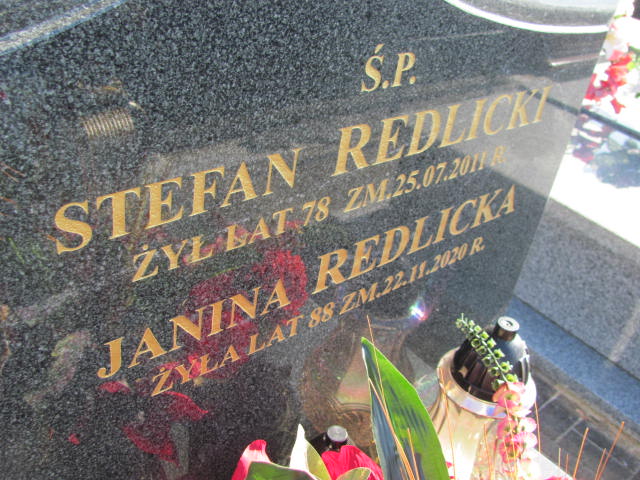 Ś.P.
STEFAN REDLICKI
ŻYŁ LAT 78 ZM.25.07.2011 R.
JANINA REDLICKA
ŻYŁA LAT 88 ZM.22.11.2020 R.